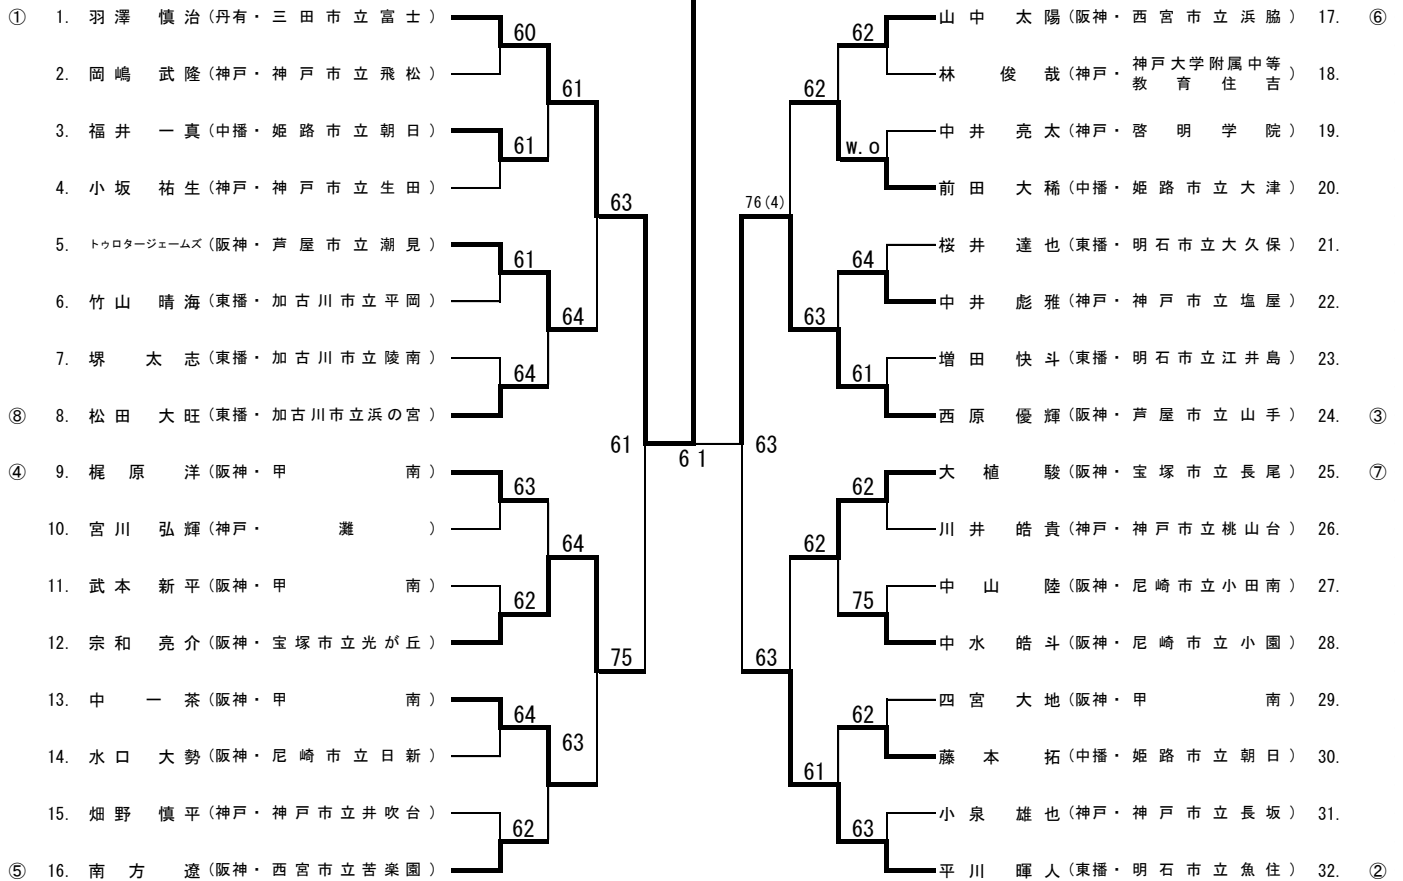 ① 1. 羽澤 慎治 (丹有・三田市立富士)
2. 岡嶋 武隆 (神戸・神戸市立飛松)
3. 福井 一真 (中播・姫路市立朝日)
4. 小坂 祐生 (神戸・神戸市立生田)
5. トゥロタージェームズ (阪神・芦屋市立潮見)
6. 竹山 晴海 (東播・加古川市立平岡)
7. 堺 太志 (東播・加古川市立陵南)
⑧ 8. 松田 大旺 (東播・加古川市立浜の宮)
④ 9. 梶原 洋 (阪神・甲南)
10. 宮川 弘輝 (神戸・灘)
11. 武本 新平 (阪神・甲南)
12. 宗和 亮介 (阪神・宝塚市立光が丘)
13. 中 一茶 (阪神・甲南)
14. 水口 大勢 (阪神・尼崎市立日新)
15. 畑野 慎平 (神戸・神戸市立井吹台)
⑤ 16. 南方 遼 (阪神・西宮市立苦楽園)
60
61
61
64
63
62
64
62
61
64
64
63
63
75
61
61
63
76(4)
63
62
63
62
61
62
w.o
64
61
62
75
62
63
山中 太陽 (阪神・西宮市立浜脇) 17. ⑥
林 俊哉 (神戸・神戸大学附属中等教育住吉) 18.
中井 亮太 (神戸・啓明学院) 19.
前田 大稀 (中播・姫路市立大津) 20.
桜井 達也 (東播・明石市立大久保) 21.
中井 彪雅 (神戸・神戸市立塩屋) 22.
増田 快斗 (東播・明石市立江井島) 23.
西原 優輝 (阪神・芦屋市立山手) 24. ③
大植 駿 (阪神・宝塚市立長尾) 25. ⑦
川井 皓貴 (神戸・神戸市立桃山台) 26.
中山 陸 (阪神・尼崎市立小田南) 27.
中水 皓斗 (阪神・尼崎市立小園) 28.
四宮 大地 (阪神・甲南) 29.
藤本 拓 (中播・姫路市立朝日) 30.
小泉 雄也 (神戸・神戸市立長坂) 31.
平川 暉人 (東播・明石市立魚住) 32. ②